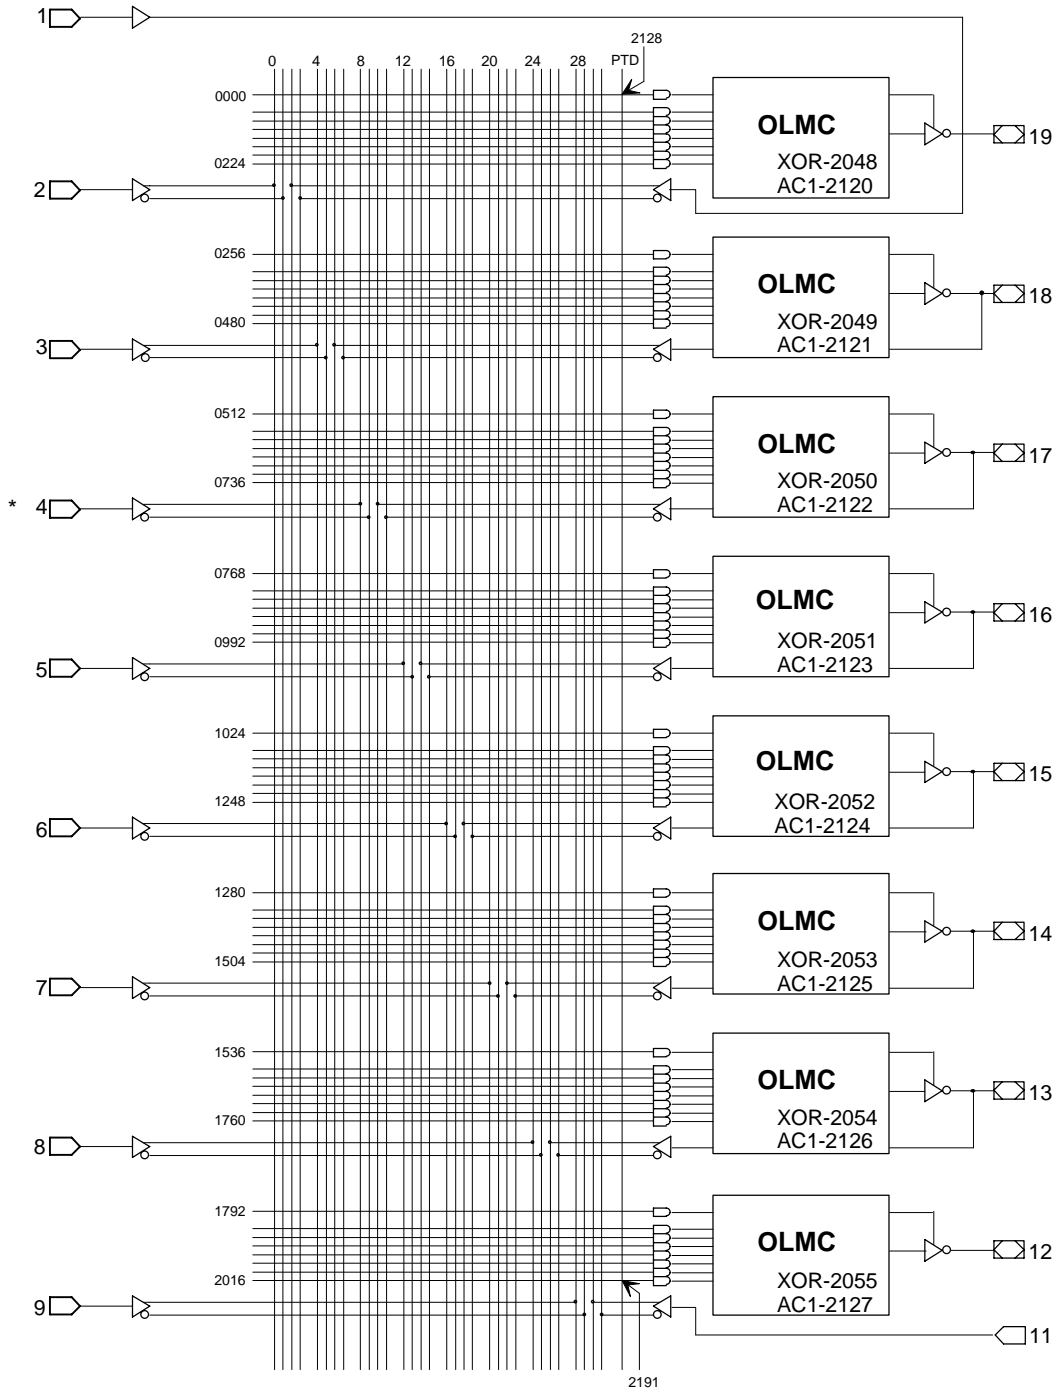 1
2128
0 4 8 12 16 20 24 28 PTD
0000
OLMC
19
XOR-2048
0224
AC1-2120
2
0256
OLMC
18
XOR-2049
0480
AC1-2121
3
0512
OLMC
17
XOR-2050
0736
AC1-2122
* 4
0768
OLMC
16
XOR-2051
0992
AC1-2123
5
1024
OLMC
15
XOR-2052
1248
AC1-2124
6
1280
OLMC
14
XOR-2053
1504
AC1-2125
7
1536
OLMC
13
XOR-2054
1760
AC1-2126
8
1792
OLMC
12
XOR-2055
2016
AC1-2127
9
11
2191